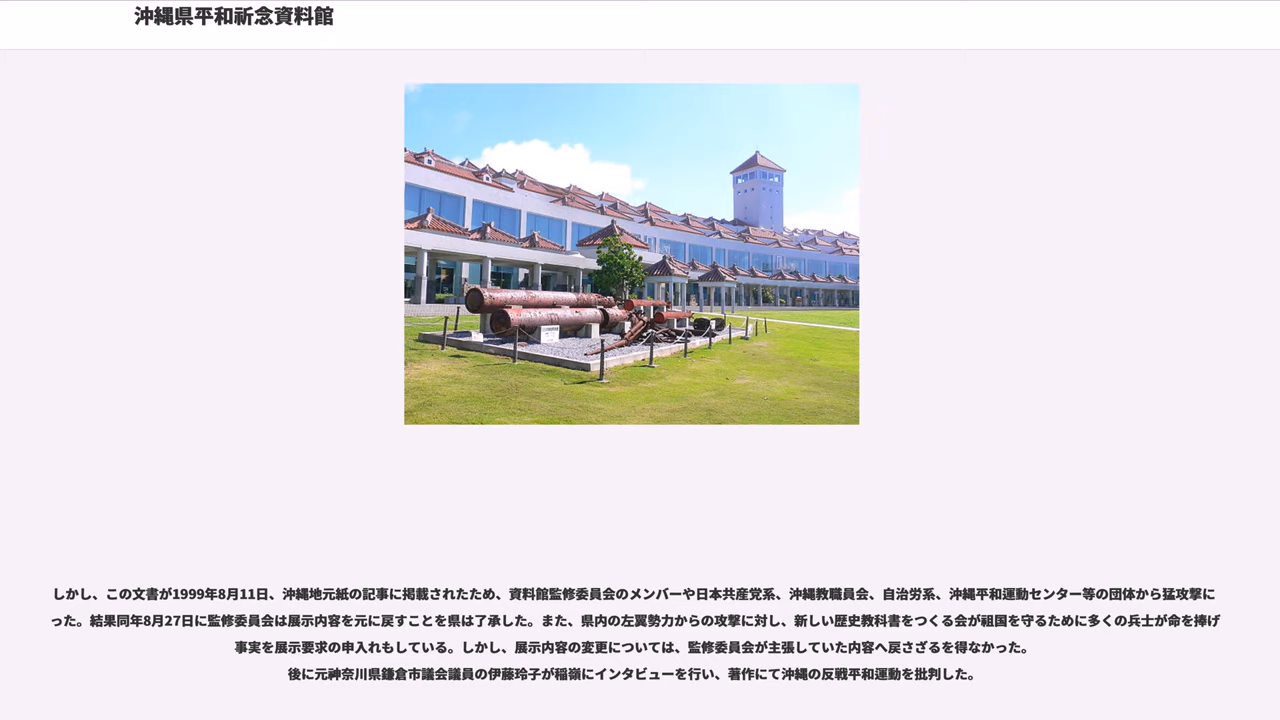 沖縄県平和祈念資料館
しかし、この文書が1999年8月11日、沖縄地元紙の記事に掲載されたため、資料館監修委員会のメンバーや日本共産党系、沖縄教職員会、自治労系、沖縄平和運動センター等の団体から猛攻撃に
った。結果同年8月27日に監修委員会は展示内容を元に戻すことを県は了承した。また、県内の左翼勢力からの攻撃に対し、新しい歴史教科書をつくる会が祖国を守るために多くの兵士が命を捧げ
事実を展示要求の申入れもしている。しかし、展示内容の変更については、監修委員会が主張していた内容へ戻さざるを得なかった。
後に元神奈川県鎌倉市議会議員の伊藤玲子が稲嶺にインタビューを行い、著作にて沖縄の反戦平和運動を批判した。